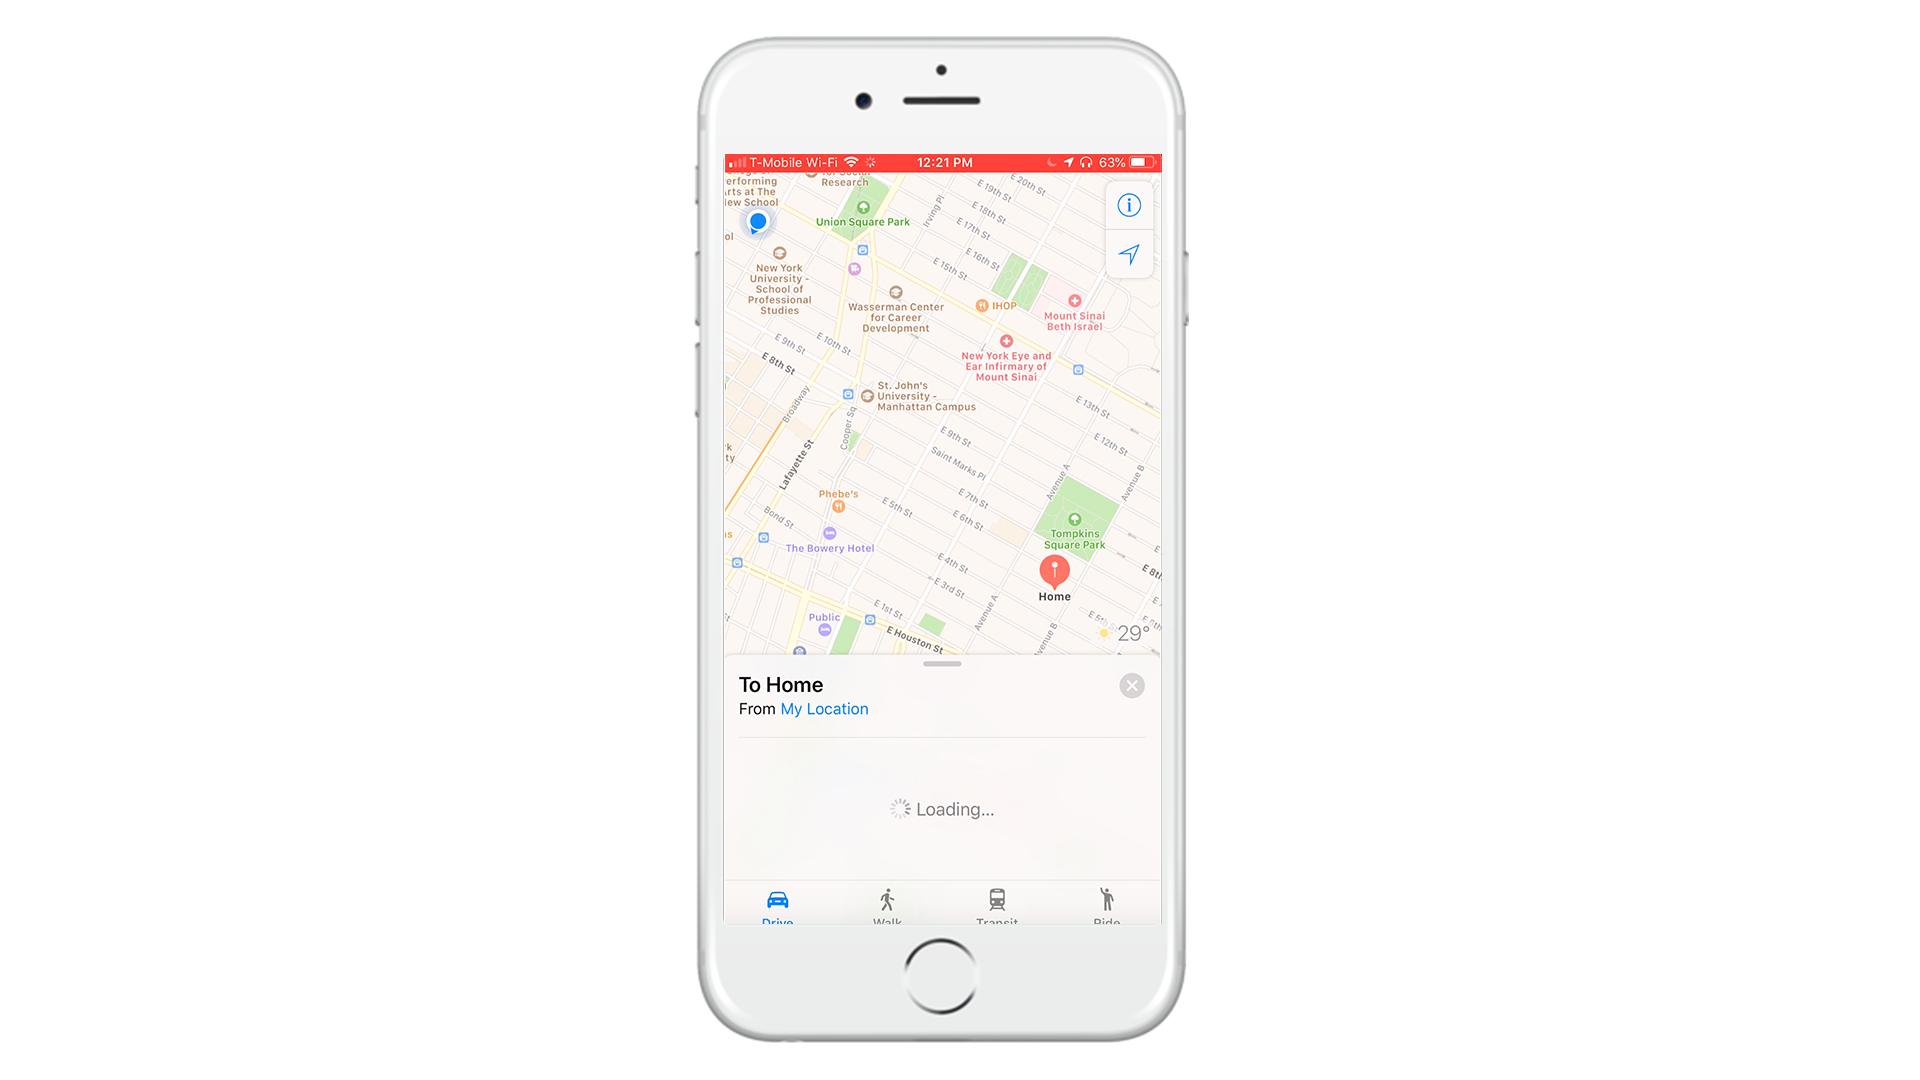 T-Mobile Wi-Fi
12:21 PM
63%
erforming
rts at The
ew School
Research
Union Square Park
Irving Pl
E 20th St
E 19th St
E 18th St
E 17th St
E 16th St
E 15th St
New York
University -
School of
Professional
Studies
Wasserman Center
for Career
Development
IHOP
Mount Sinai
Beth Israel
New York Eye and
Ear Infirmary of
Mount Sinai
E 10th St
E 9th St
E 8th St
Broadway
St. John's
University -
Manhattan Campus
Cooper Sq
E 13th St
E 12th St
E 9th St
Saint Marks Pl
Lafayette St
Avenue A
Avenue B
E 7th St
E 6th St
E 5th St
Phebe's
Bond St
The Bowery Hotel
Tompkins
Square Park
E 4th St
E 3rd St
Home
E 1st St
Avenue A
venue B
Public
E Houston St
E 5th St
E 8th
29°
To Home
From My Location
Loading...
Drive
Walk
Transit
Ride